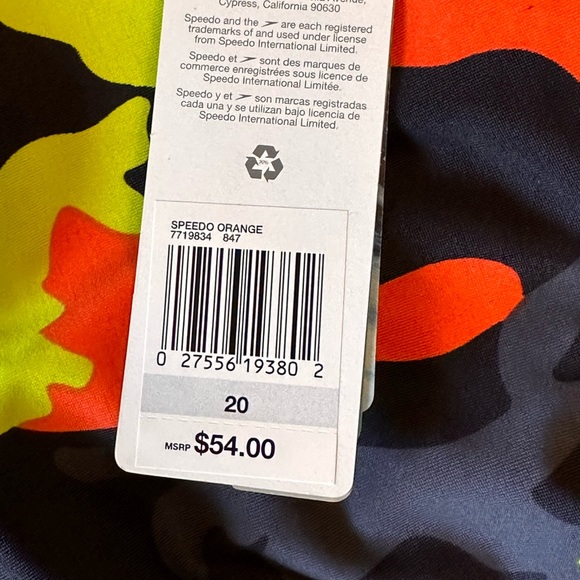 Cypress, California 90630
Speedo and the are each registered
trademarks of and used under license
from Speedo International Limited.
Speedo et sont des marques de
commerce enregistrées sous licence de
Speedo International Limitée.
Speedo y et son marcas registradas
cada una y se utilizan bajo licencia de
Speedo International Limited.
SPEEDO ORANGE
7719834 847
0 27556 19380 2
20
MSRP $54.00